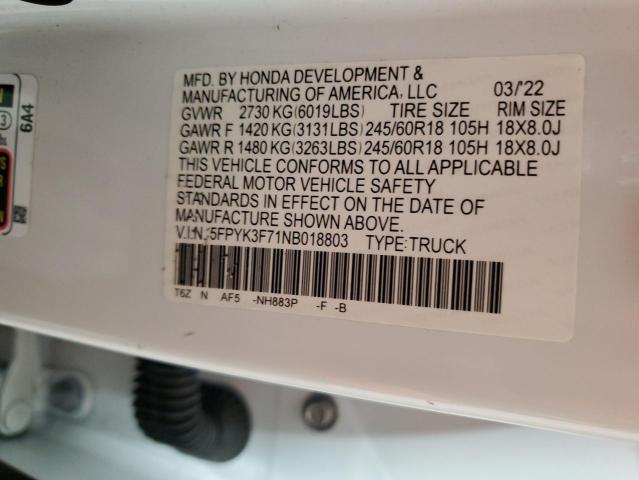 MFD. BY HONDA DEVELOPMENT &
MANUFACTURING OF AMERICA, LLC 03/'22
GVWR 2730 KG(6019LBS) TIRE SIZE RIM SIZE
GAWR F 1420 KG(3131LBS) 245/60R18 105H 18X8.0J
GAWR R 1480 KG(3263LBS) 245/60R18 105H 18X8.0J
THIS VEHICLE CONFORMS TO ALL APPLICABLE
FEDERAL MOTOR VEHICLE SAFETY
STANDARDS IN EFFECT ON THE DATE OF
MANUFACTURE SHOWN ABOVE.
V.I.N.:5FPYK3F71NB018803 TYPE:TRUCK
T6Z N AF5 -NH883P -F -B
6A4